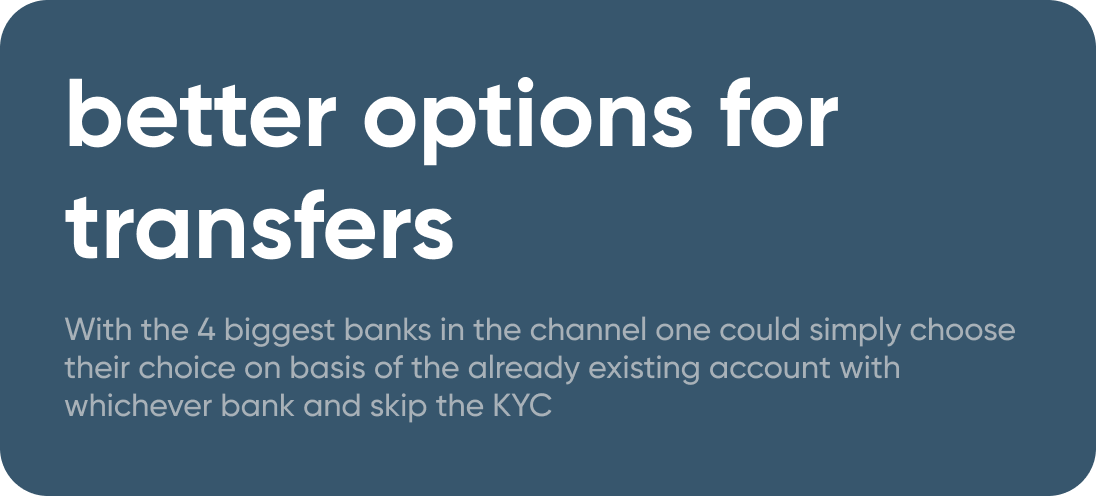 better options for
transfers
With the 4 biggest banks in the channel one could simply choose
their choice on basis of the already existing account with
whichever bank and skip the KYC